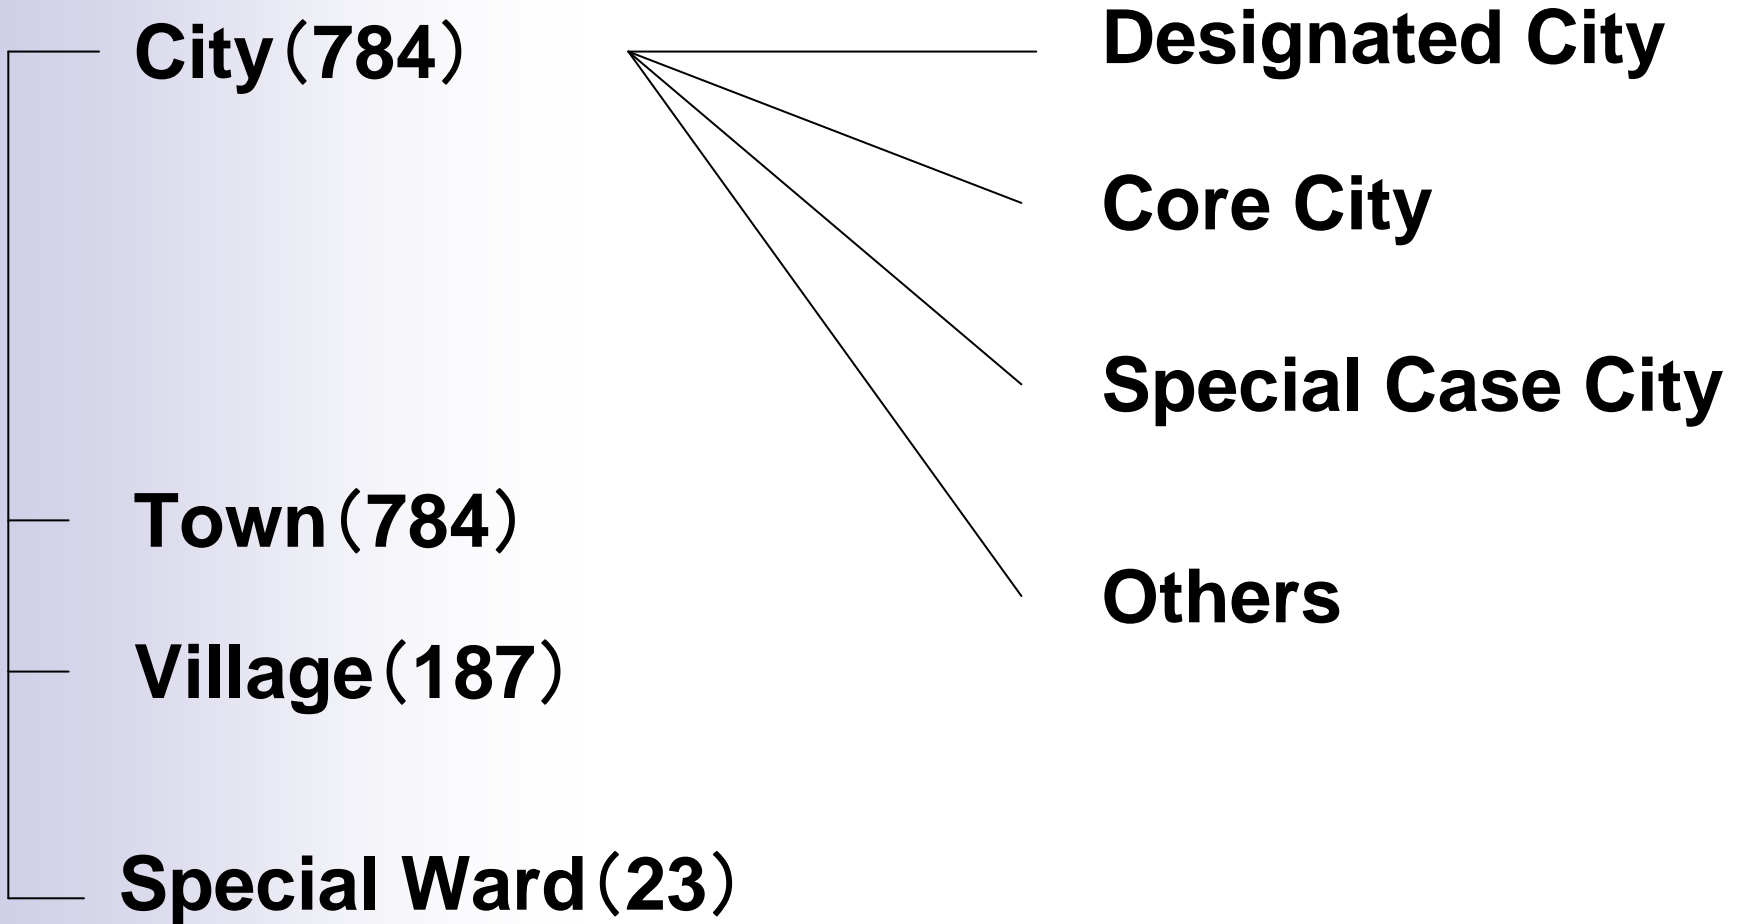 City（784）
Town（784）
Village（187）
Special Ward（23）
Designated City
Core City
Special Case City
Others